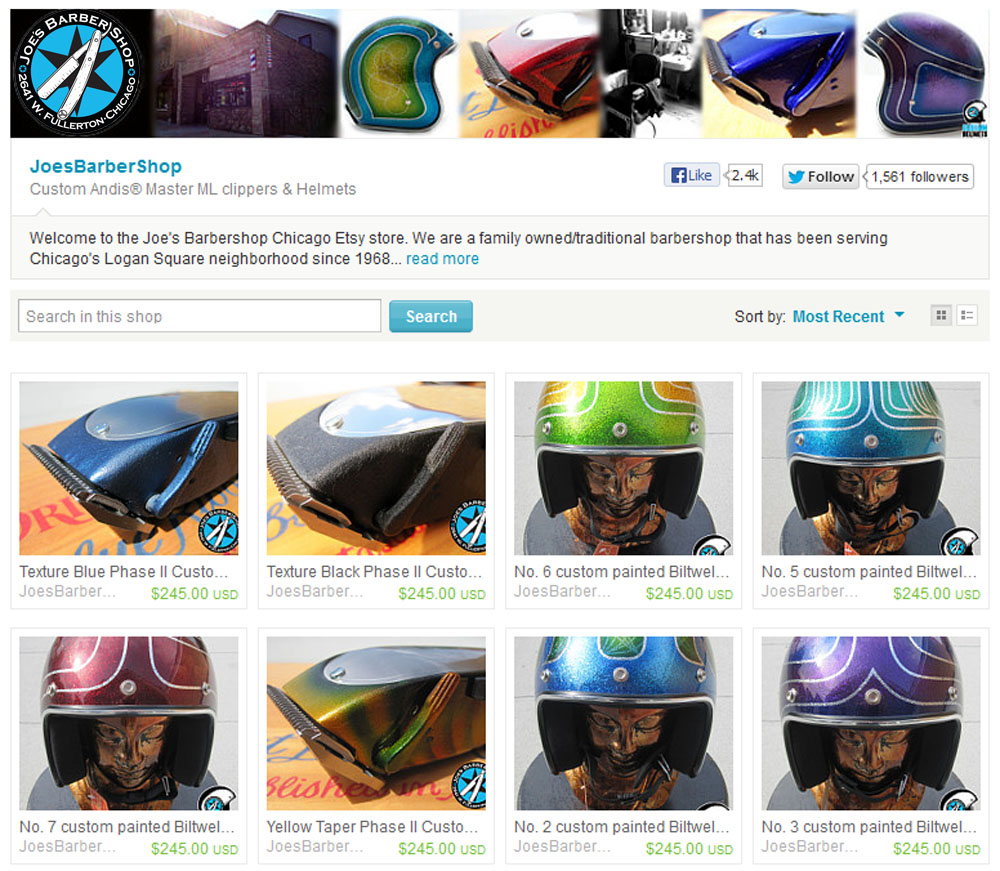 JOE'S BARBER SHOP
2641 W. FULLERTON·CHICAGO
JoesBarberShop
Custom Andis® Master ML clippers & Helmets
Like 2.4k
Follow 1,561 followers
Welcome to the Joe's Barbershop Chicago Etsy store. We are a family owned/traditional barbershop that has been serving
Chicago's Logan Square neighborhood since 1968... read more
Search in this shop
Search
Sort by: Most Recent
Texture Blue Phase II Custo...
JoesBarber... $245.00 USD
Texture Black Phase II Custo...
JoesBarber... $245.00 USD
No. 6 custom painted Biltwel...
JoesBarber... $245.00 USD
No. 5 custom painted Biltwel...
JoesBarber... $245.00 USD
No. 7 custom painted Biltwel...
JoesBarber... $245.00 USD
Yellow Taper Phase II Custo...
JoesBarber... $245.00 USD
No. 2 custom painted Biltwel...
JoesBarber... $245.00 USD
No. 3 custom painted Biltwel...
JoesBarber... $245.00 USD